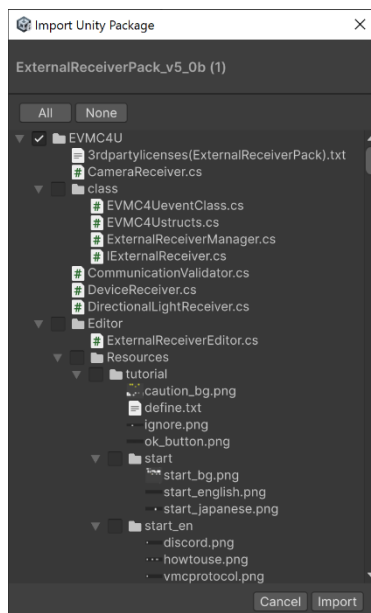 Import Unity Package
ExternalReceiverPack_v5_0b (1)
All None
EVMC4U
3rdpartylicenses(ExternalReceiverPack).txt
CameraReceiver.cs
class
EVMC4UeventClass.cs
EVMC4Ustructs.cs
ExternalReceiverManager.cs
IExternalReceiver.cs
CommunicationValidator.cs
DeviceReceiver.cs
DirectionalLightReceiver.cs
Editor
ExternalReceiverEditor.cs
Resources
tutorial
caution_bg.png
define.txt
ignore.png
ok_button.png
start
start_bg.png
start_english.png
start_japanese.png
start_en
discord.png
howtouse.png
vmcprotocol.png
Cancel Import